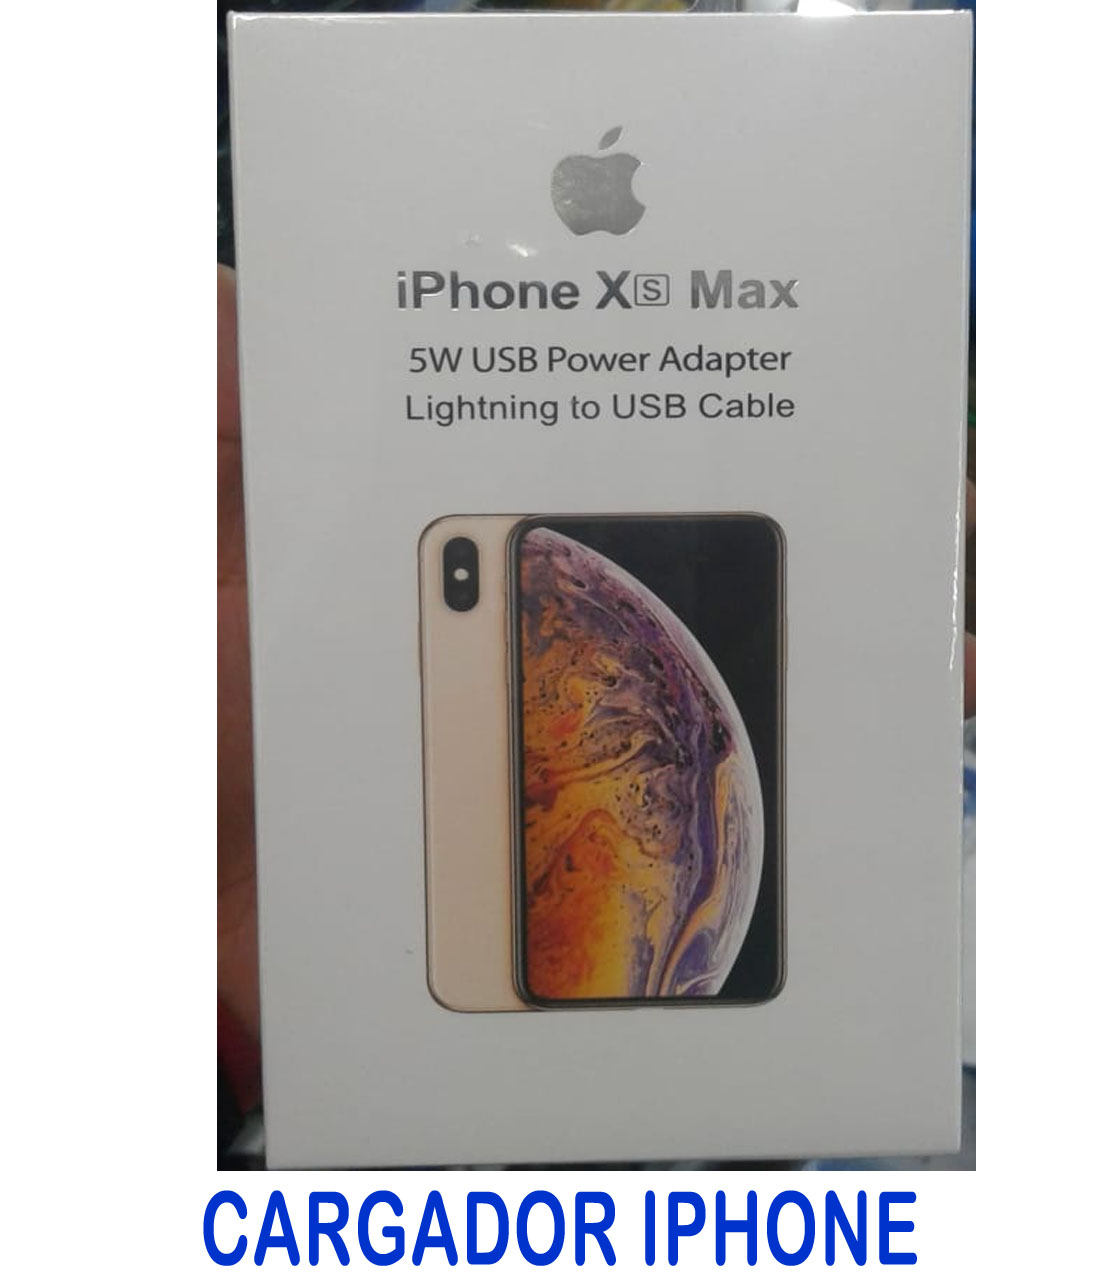 iPhone XS Max
5W USB Power Adapter
Lightning to USB Cable
CARGADOR IPHONE